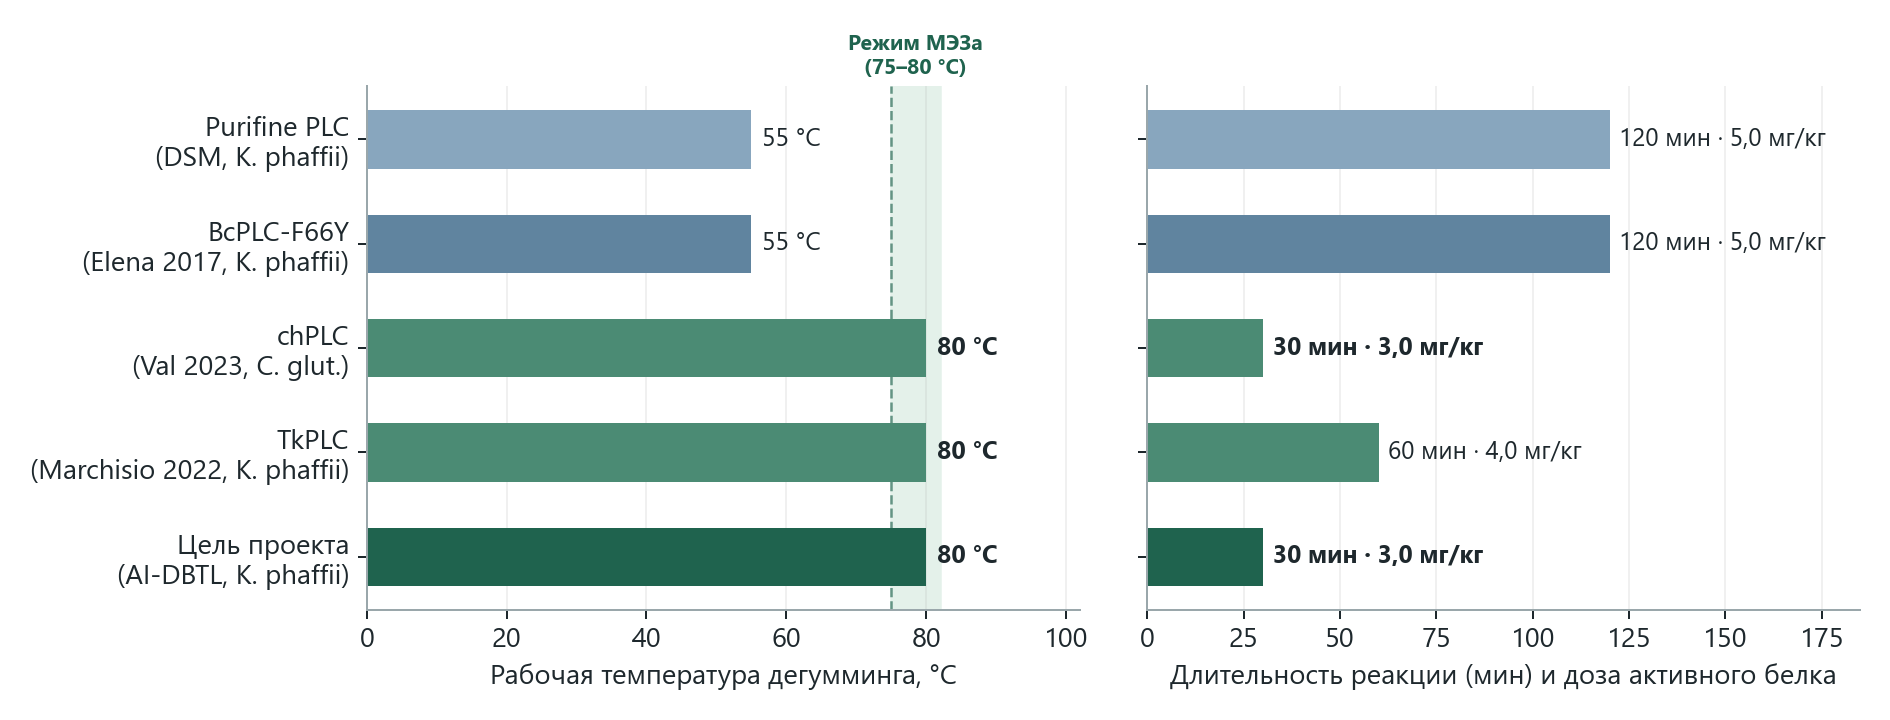 Режим МЭЗа
(75–80 °C)
Purifine PLC
(DSM, K. phaffii)
55 °C
120 мин · 5,0 мг/кг
BcPLC-F66Y
(Elena 2017, K. phaffii)
55 °C
120 мин · 5,0 мг/кг
chPLC
(Val 2023, C. glut.)
80 °C
30 мин · 3,0 мг/кг
TkPLC
(Marchisio 2022, K. phaffii)
80 °C
60 мин · 4,0 мг/кг
Цель проекта
(AI-DBTL, K. phaffii)
80 °C
30 мин · 3,0 мг/кг
0 20 40 60 80 100
Рабочая температура дегумминга, °C
0 25 50 75 100 125 150 175
Длительность реакции (мин) и доза активного белка